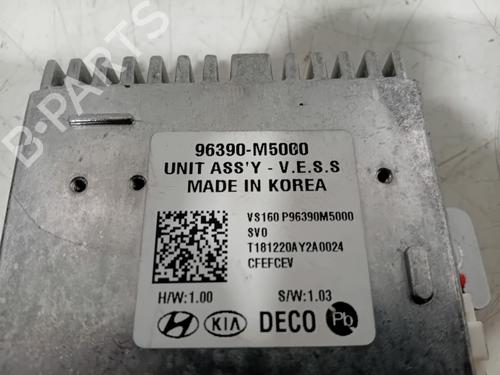 B-PARTS
96390-M5000
UNIT ASS'Y - V.E.S.S
MADE IN KOREA
VS160 P96390M5000
SV0
T181220AY2A0024
CFEFCEV
H/W:1.00 S/W:1.03
KIA DECO Pb